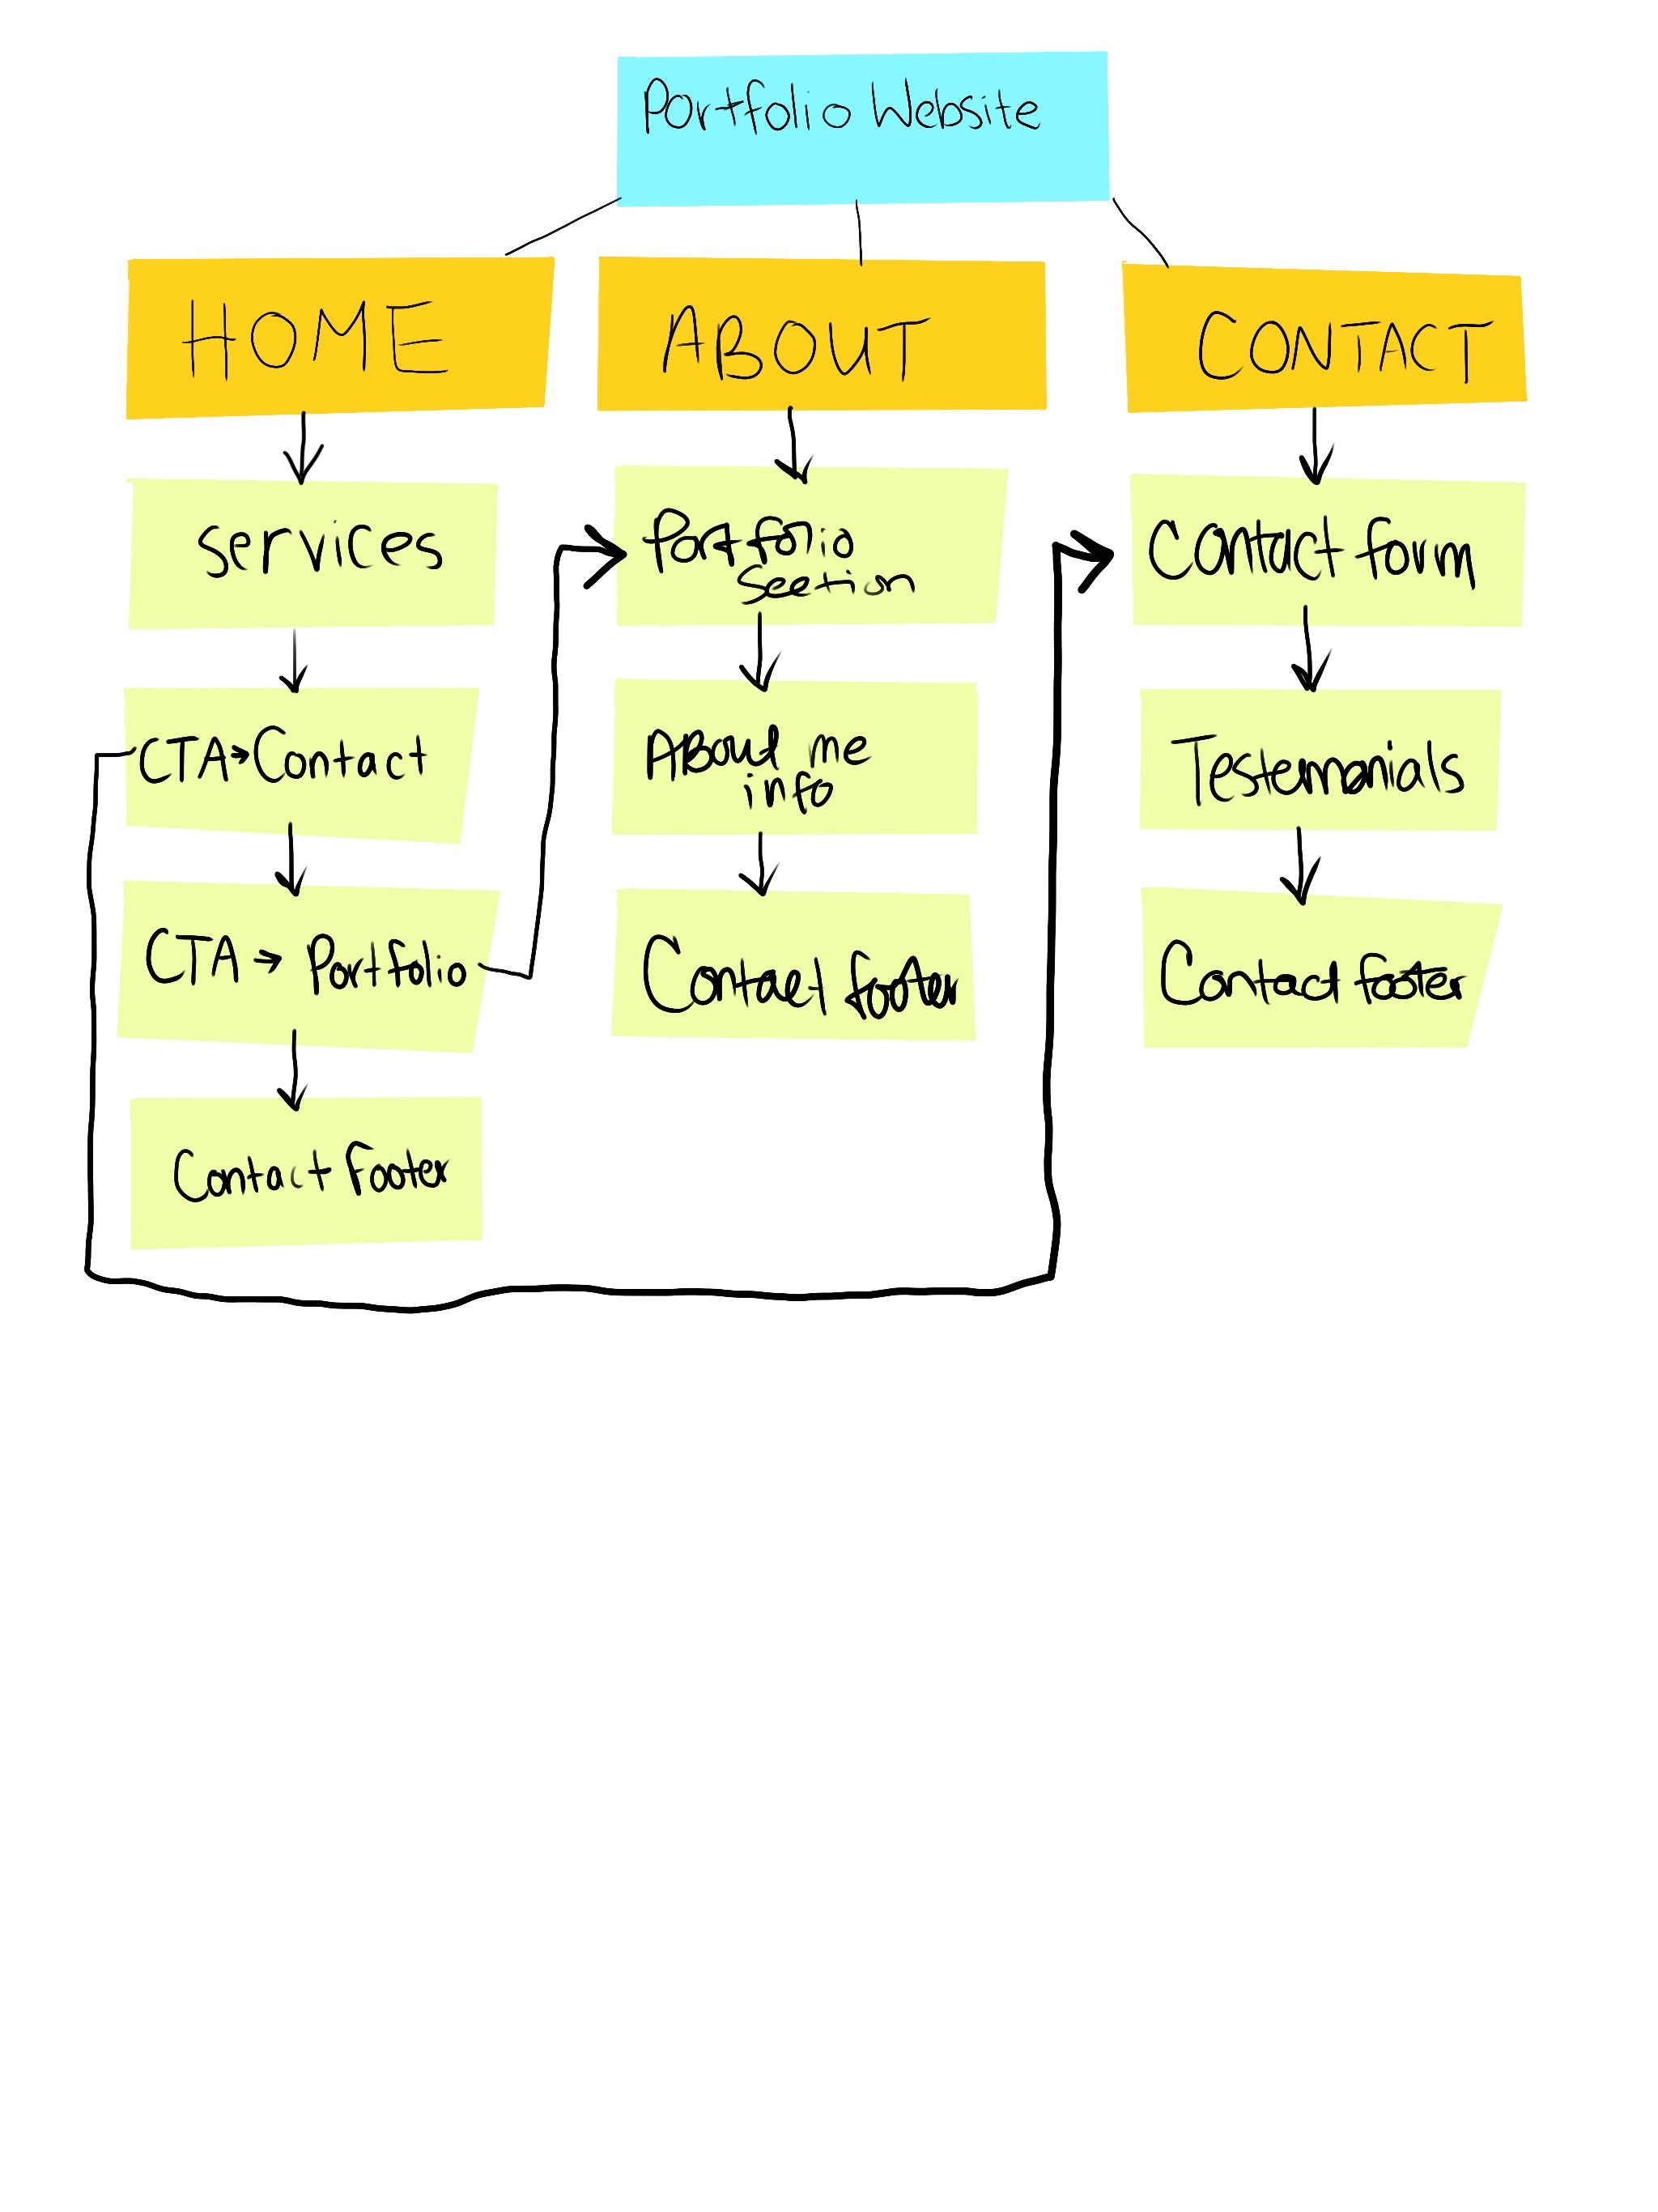 Portfolio Website
HOME
ABOUT
CONTACT
Services
CTA → Contact
CTA → Portfolio
Contact Footer
Portfolio
Section
About me
info
Contact footer
Contact form
Testemonials
Contact footer